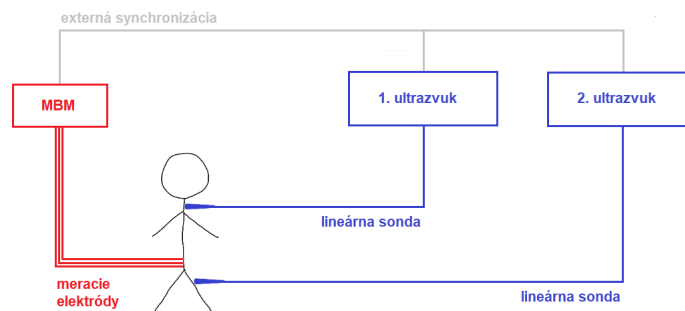 externá synchronizácia
MBM
1. ultrazvuk
2. ultrazvuk
lineárna sonda
meracie
elektródy
lineárna sonda